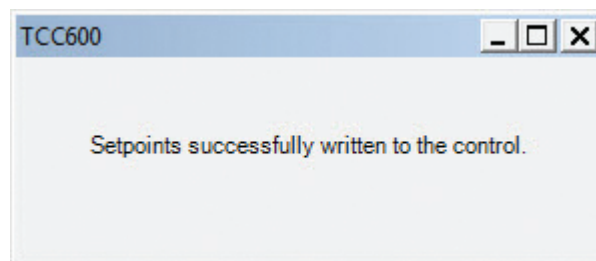 TCC600
Setpoints successfully written to the control.